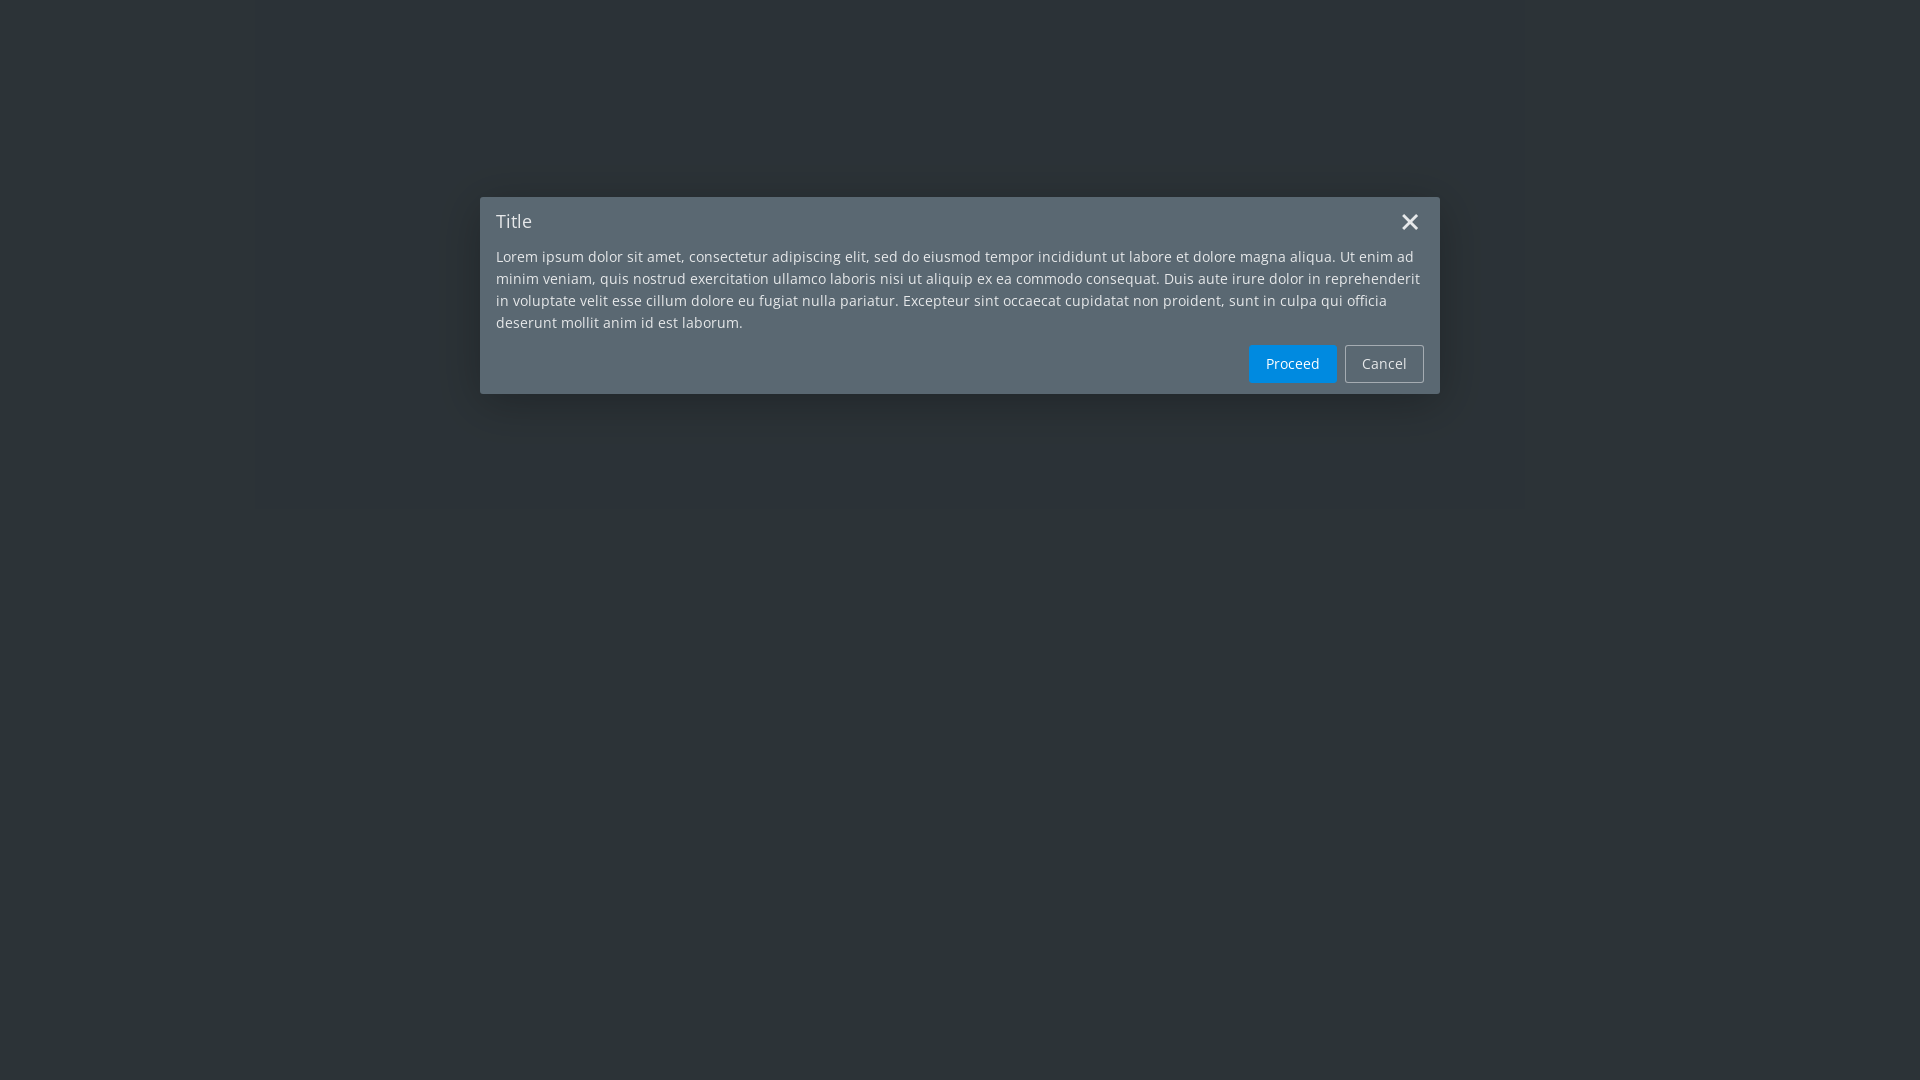 Title
Lorem ipsum dolor sit amet, consectetur adipiscing elit, sed do eiusmod tempor incididunt ut labore et dolore magna aliqua. Ut enim ad
minim veniam, quis nostrud exercitation ullamco laboris nisi ut aliquip ex ea commodo consequat. Duis aute irure dolor in reprehenderit
in voluptate velit esse cillum dolore eu fugiat nulla pariatur. Excepteur sint occaecat cupidatat non proident, sunt in culpa qui officia
deserunt mollit anim id est laborum.
Proceed Cancel